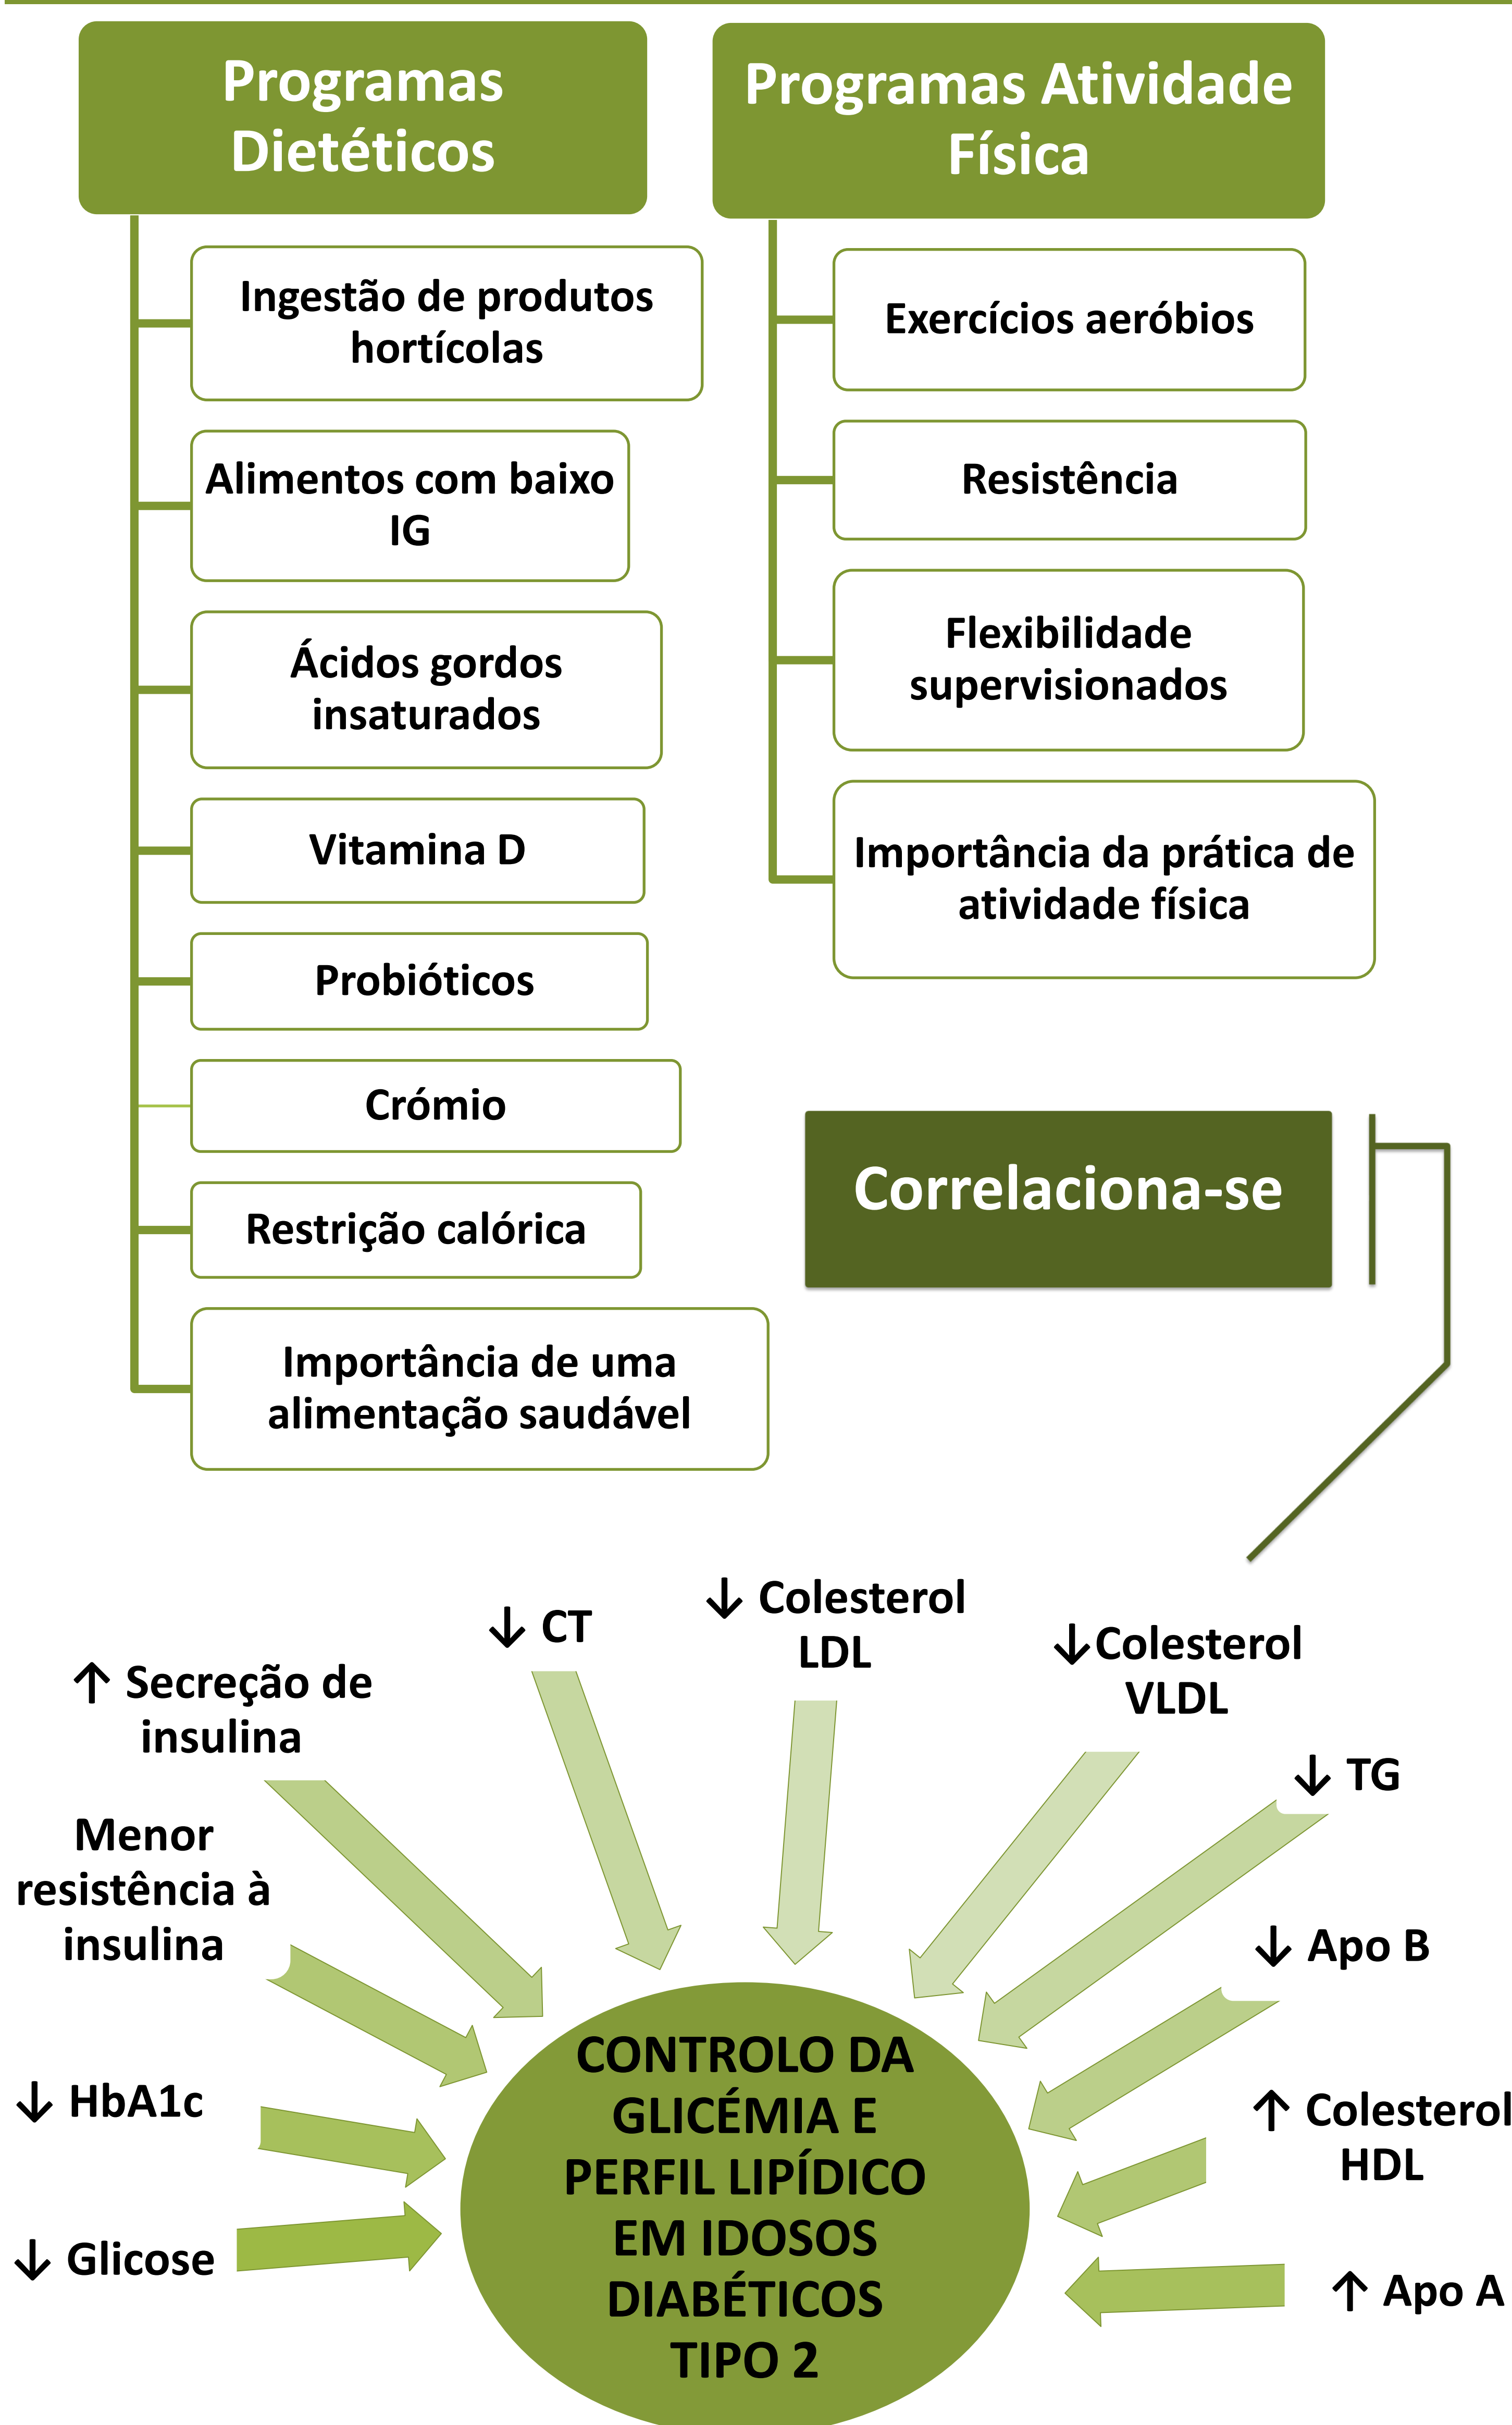 Programas
Dietéticos
Ingestão de produtos
hortícolas
Alimentos com baixo
IG
Ácidos gordos
insaturados
Vitamina D
Probióticos
Crómio
Restrição calórica
Importância de uma
alimentação saudável
Programas Atividade
Física
Exercícios aeróbios
Resistência
Flexibilidade
supervisionados
Importância da prática de
atividade física
Correlaciona-se
↓ Glicose
↓ HbA1c
Menor
resistência à
insulina
↑ Secreção de
insulina
↓ CT
↓ Colesterol
LDL
↓Colesterol
VLDL
↓ TG
↓ Apo B
↑ Colesterol
HDL
↑ Apo A
CONTROLO DA
GLICÉMIA E
PERFIL LIPÍDICO
EM IDOSOS
DIABÉTICOS
TIPO 2